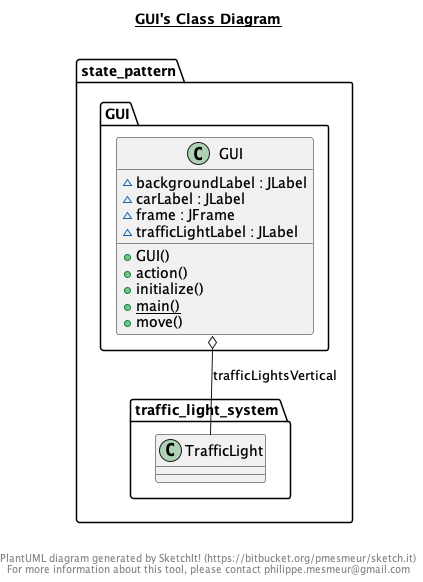 GUI's Class Diagram
state_pattern
GUI
C GUI
backgroundLabel : JLabel
carLabel : JLabel
frame : JFrame
trafficLightLabel : JLabel
GUI()
action()
initialize()
main()
move()
trafficLightsVertical
traffic_light_system
C TrafficLight
PlantUML diagram generated by SketchIt! (https://bitbucket.org/pmesmeur/sketch.it)
For more information about this tool, please contact philippe.mesmeur@gmail.com